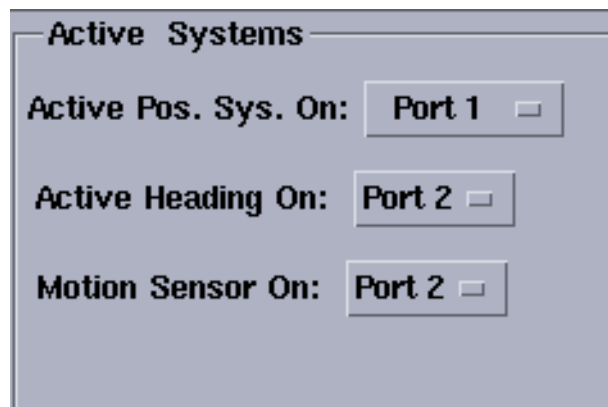 Active Systems
Active Pos. Sys. On: Port 1
Active Heading On: Port 2
Motion Sensor On: Port 2